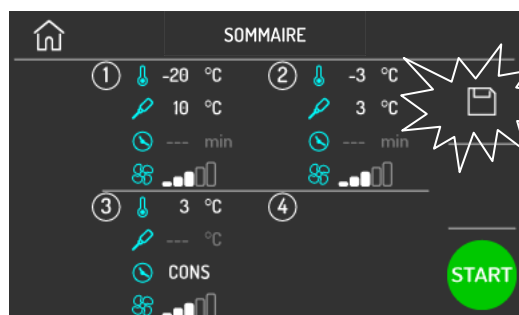 SOMMAIRE
1 -20 °C 2 -3 °C
10 °C 3 °C
--- min --- min
3 3 °C 4
--- °C
CONS
START